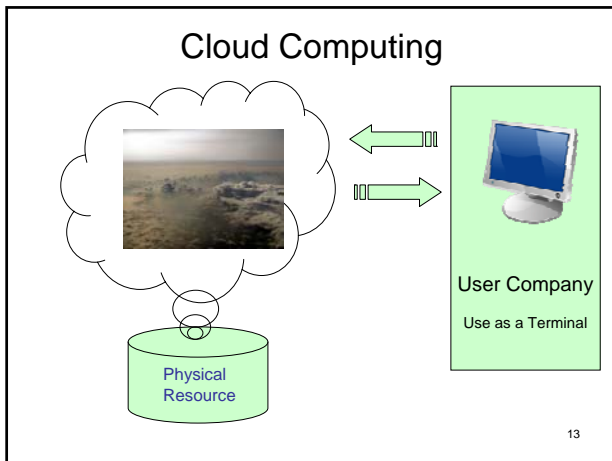 Cloud Computing
User Company
Use as a Terminal
Physical
Resource
13